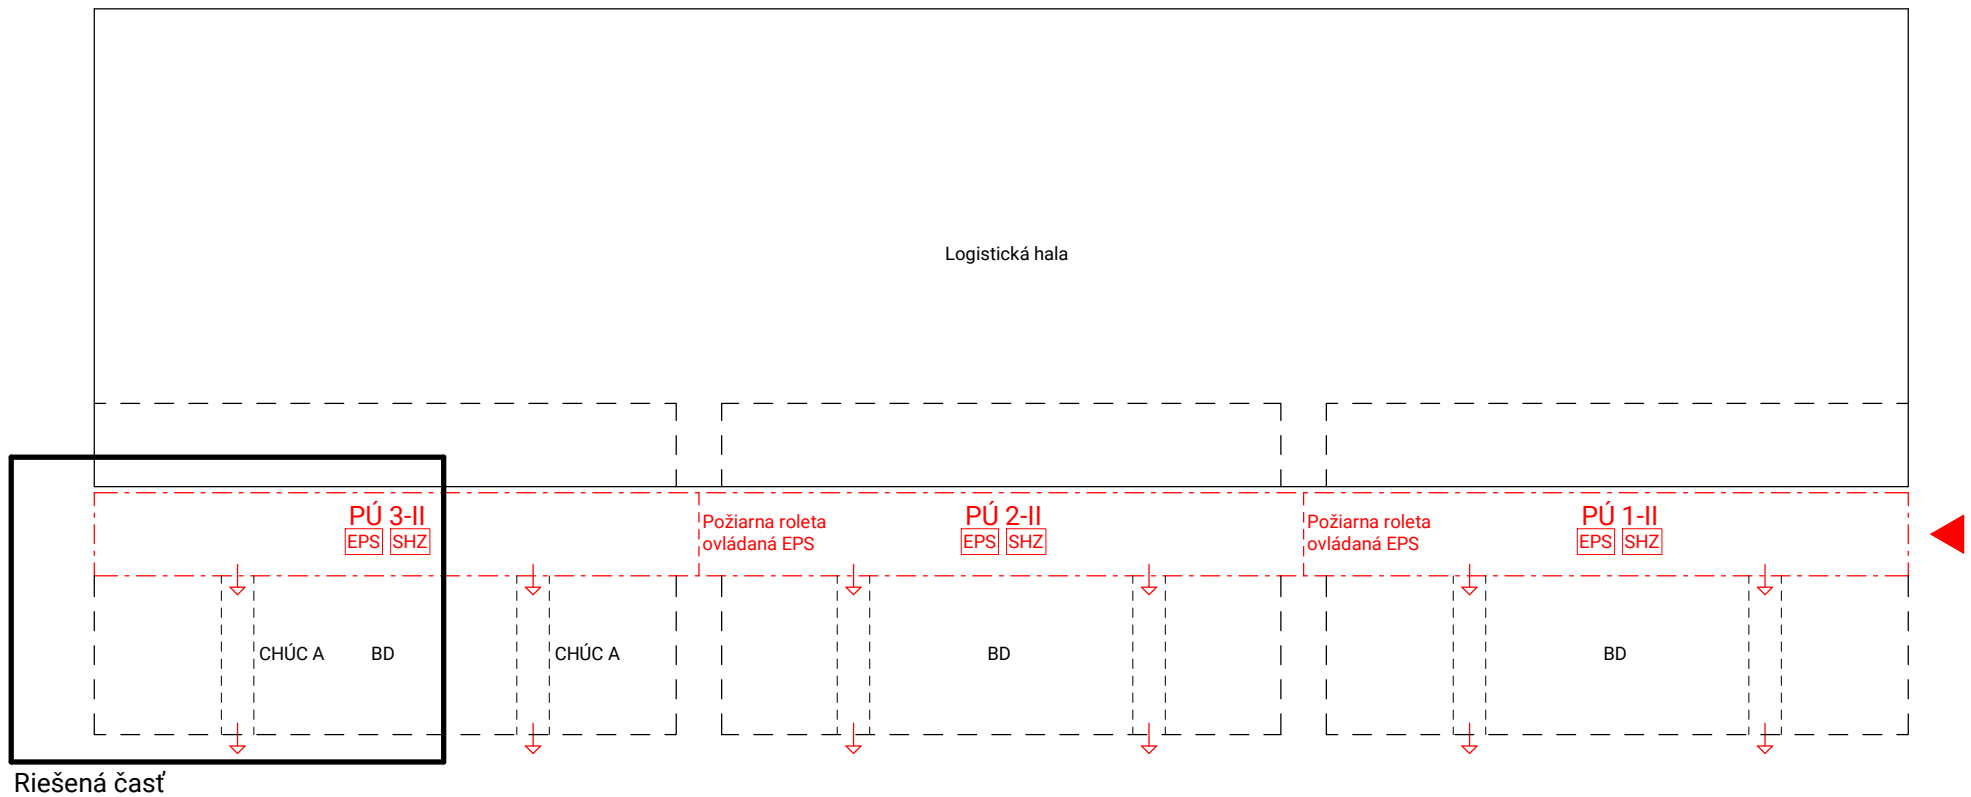 Logistická hala
PÚ 3-II
EPS SHZ
Požiarna roleta
ovládaná EPS
PÚ 2-II
EPS SHZ
Požiarna roleta
ovládaná EPS
PÚ 1-II
EPS SHZ
CHÚC A
BD
CHÚC A
BD
BD
Riešená časť